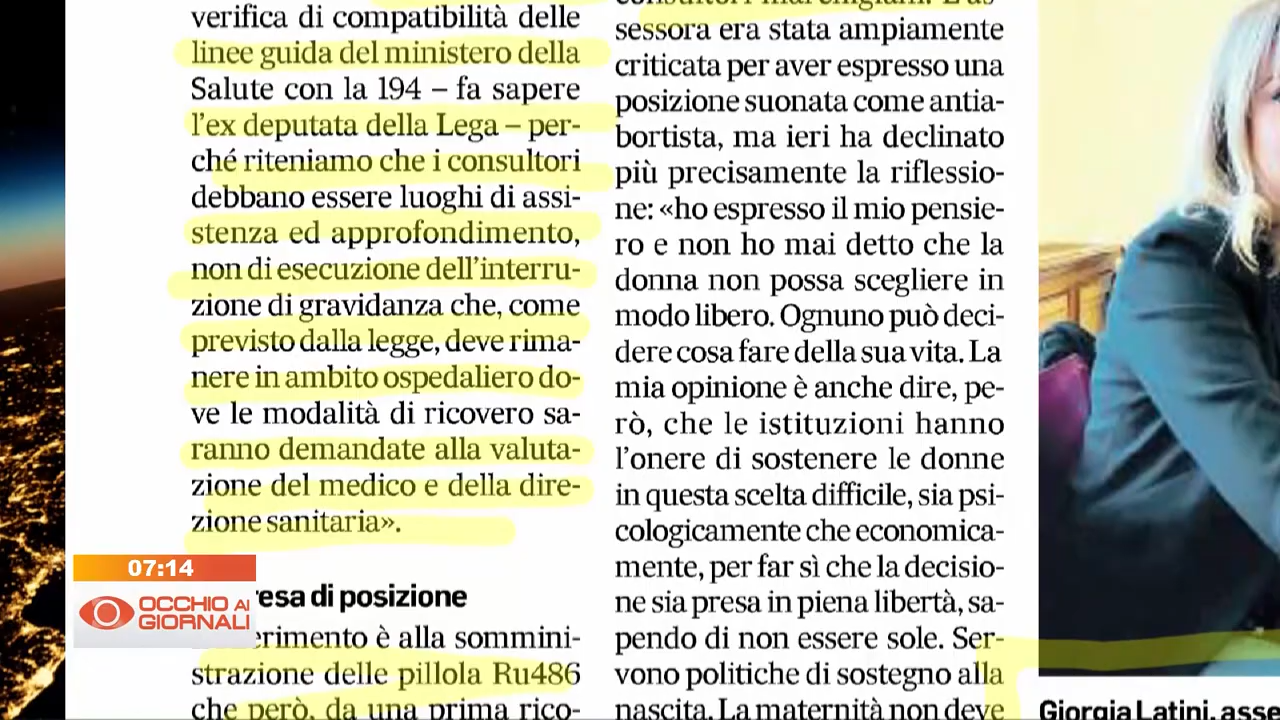 verifica di compatibilità delle
linee guida del ministero della
Salute con la 194 – fa sapere
l'ex deputata della Lega – per-
ché riteniamo che i consultori
debbano essere luoghi di assi-
stenza ed approfondimento,
non di esecuzione dell'interru-
zione di gravidanza che, come
previsto dalla legge, deve rima-
nere in ambito ospedaliero do-
ve le modalità di ricovero sa-
ranno demandate alla valuta-
zione del medico e della dire-
zione sanitaria».
resa di posizione
erimento è alla sommini-
strazione delle pillola Ru486
che però, da una prima rico-
sessora era stata ampiamente
criticata per aver espresso una
posizione suonata come antia-
bortista, ma ieri ha declinato
più precisamente la riflessio-
ne: «ho espresso il mio pensie-
ro e non ho mai detto che la
donna non possa scegliere in
modo libero. Ognuno può deci-
dere cosa fare della sua vita. La
mia opinione è anche dire, pe-
rò, che le istituzioni hanno
l'onere di sostenere le donne
in questa scelta difficile, sia psi-
cologicamente che economica-
mente, per far sì che la decisio-
ne sia presa in piena libertà, sa-
pendo di non essere sole. Ser-
vono politiche di sostegno alla
nascita. La maternità non deve
Giorgia Latini, asse
07:14
OCCHIO AI
GIORNALI